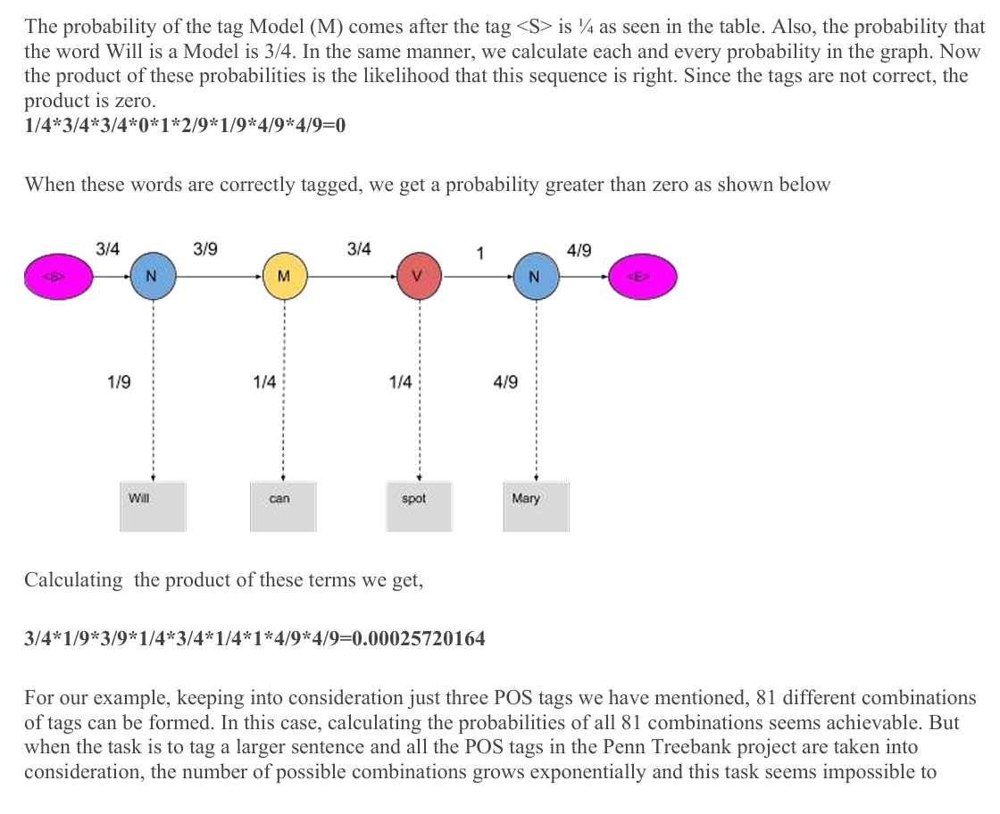 The probability of the tag Model (M) comes after the tag <S> is ¼ as seen in the table. Also, the probability that
the word Will is a Model is 3/4. In the same manner, we calculate each and every probability in the graph. Now
the product of these probabilities is the likelihood that this sequence is right. Since the tags are not correct, the
product is zero.
1/4*3/4*3/4*0*1*2/9*1/9*4/9*4/9=0
When these words are correctly tagged, we get a probability greater than zero as shown below
3/4 3/9 3/4 1 4/9
<S> N M V N <E>
1/9 1/4 1/4 4/9
Will can spot Mary
Calculating  the product of these terms we get,
3/4*1/9*3/9*1/4*3/4*1/4*1*4/9*4/9=0.00025720164
For our example, keeping into consideration just three POS tags we have mentioned, 81 different combinations
of tags can be formed. In this case, calculating the probabilities of all 81 combinations seems achievable. But
when the task is to tag a larger sentence and all the POS tags in the Penn Treebank project are taken into
consideration, the number of possible combinations grows exponentially and this task seems impossible to